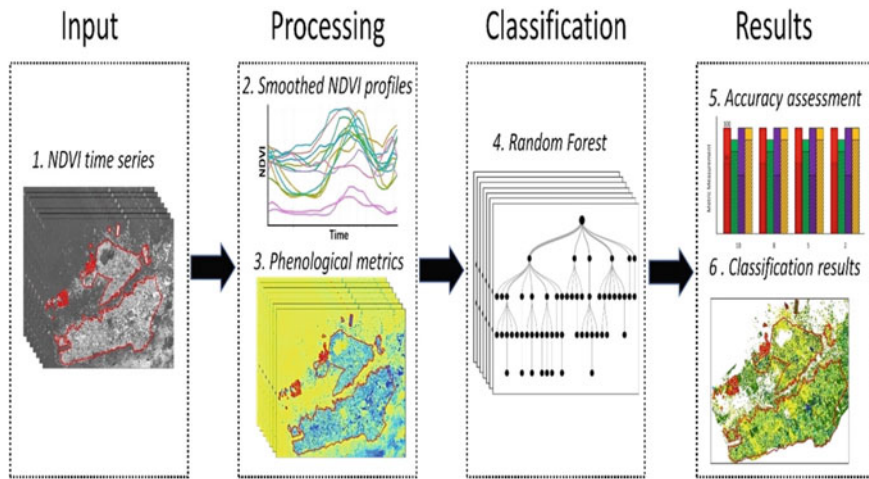 Input
Processing
Classification
Results
1. NDVI time series
2. Smoothed NDVI profiles
NDVI
Time
3. Phenological metrics
4. Random Forest
5. Accuracy assessment
100
10
8
5
2
6 . Classification results